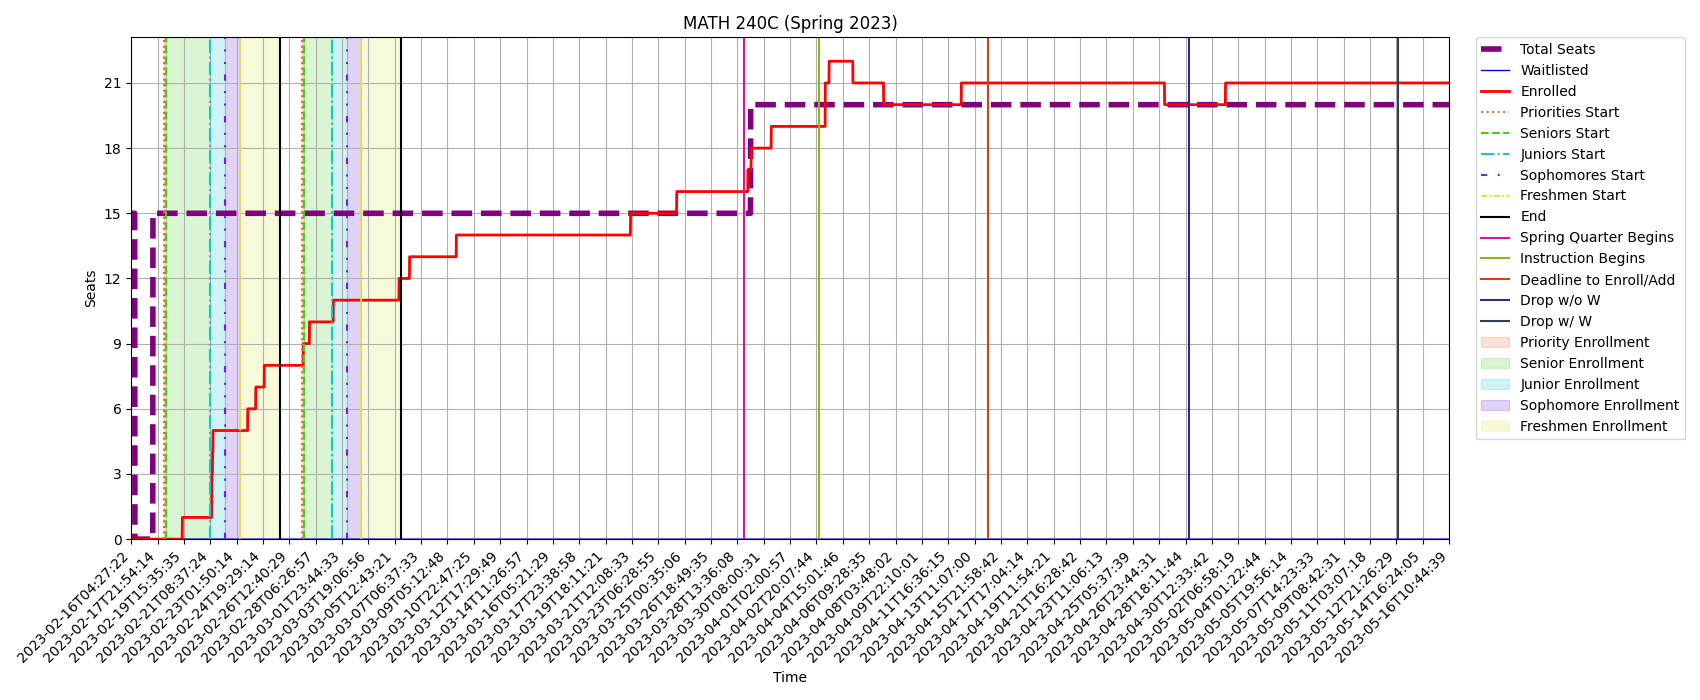 MATH 240C (Spring 2023)
Seats
21
18
15
12
9
6
3
0
2023-02-16T04:27:22
2023-02-17T21:54:14
2023-02-19T15:35:35
2023-02-21T08:37:24
2023-02-23T01:50:14
2023-02-24T19:29:14
2023-02-26T12:40:29
2023-02-28T06:26:57
2023-03-01T23:44:33
2023-03-03T19:06:56
2023-03-05T12:43:21
2023-03-07T06:37:33
2023-03-09T05:12:48
2023-03-10T22:47:25
2023-03-12T17:29:49
2023-03-14T11:26:57
2023-03-16T05:21:29
2023-03-17T23:38:58
2023-03-19T18:11:21
2023-03-21T12:08:33
2023-03-23T06:28:55
2023-03-25T00:35:06
2023-03-26T18:49:35
2023-03-28T13:36:09
2023-03-30T08:00:31
2023-04-01T02:00:57
2023-04-02T20:07:44
2023-04-04T15:01:46
2023-04-06T09:28:35
2023-04-08T03:48:02
2023-04-09T22:10:01
2023-04-11T16:36:15
2023-04-13T11:07:00
2023-04-15T21:58:42
2023-04-17T17:04:14
2023-04-19T11:54:21
2023-04-21T16:28:42
2023-04-23T11:06:13
2023-04-25T05:37:39
2023-04-26T23:44:31
2023-04-28T18:11:44
2023-04-30T12:33:42
2023-05-02T06:58:19
2023-05-04T01:22:44
2023-05-05T19:56:14
2023-05-07T14:23:33
2023-05-09T08:42:31
2023-05-11T03:07:18
2023-05-12T21:26:29
2023-05-14T16:24:05
2023-05-16T10:44:39
Time
Total Seats
Waitlisted
Enrolled
Priorities Start
Seniors Start
Juniors Start
Sophomores Start
Freshmen Start
End
Spring Quarter Begins
Instruction Begins
Deadline to Enroll/Add
Drop w/o W
Drop w/ W
Priority Enrollment
Senior Enrollment
Junior Enrollment
Sophomore Enrollment
Freshmen Enrollment